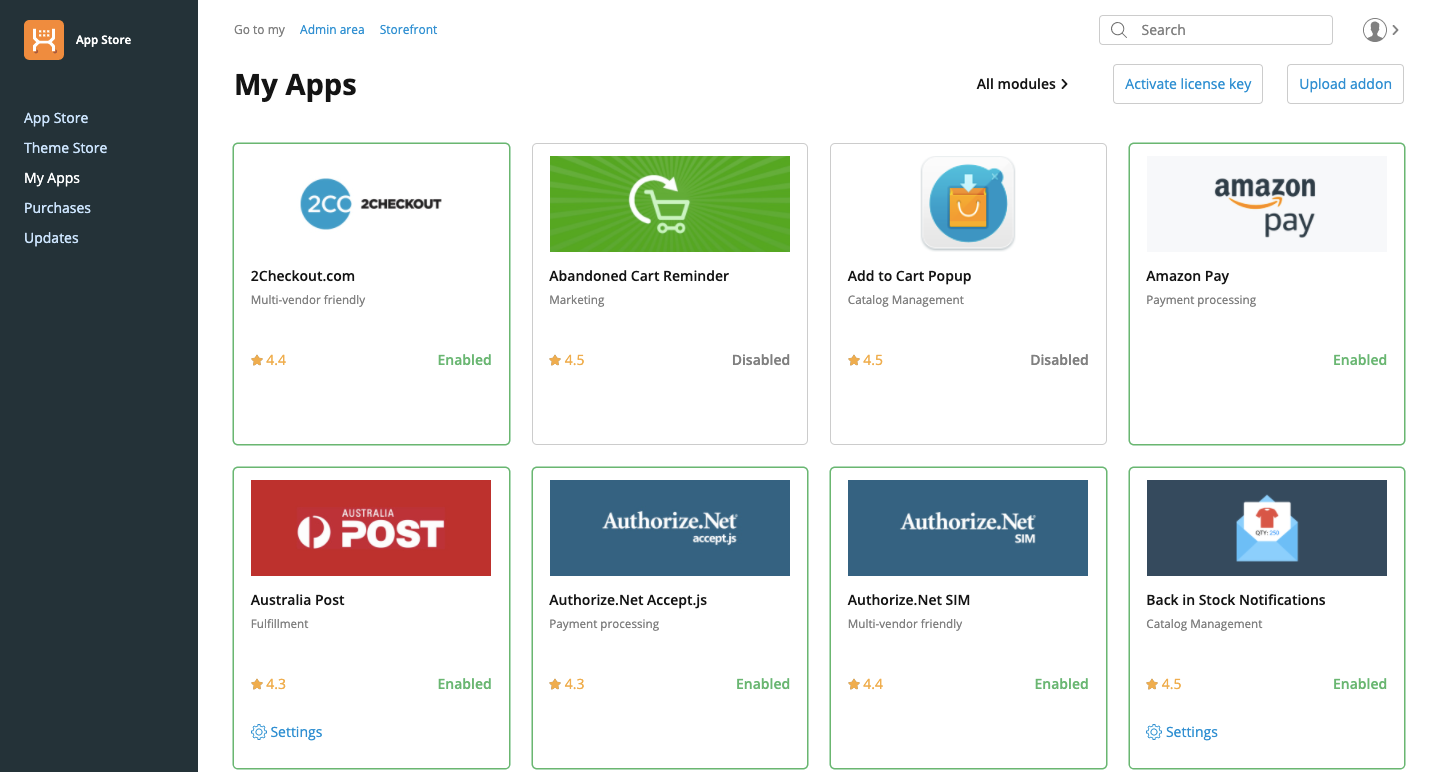 App Store
Go to my Admin area Storefront
Search
My Apps
All modules
Activate license key
Upload addon
App Store
Theme Store
My Apps
Purchases
Updates
2CO 2CHECKOUT
2Checkout.com
Multi-vendor friendly
4.4 Enabled
Abandoned Cart Reminder
Marketing
4.5 Disabled
Add to Cart Popup
Catalog Management
4.5 Disabled
amazon
pay
Amazon Pay
Payment processing
Enabled
AUSTRALIA
POST
Australia Post
Fulfillment
4.3 Enabled
Settings
Authorize.Net
accept.js
Authorize.Net Accept.js
Payment processing
4.3 Enabled
Authorize.Net
SIM
Authorize.Net SIM
Multi-vendor friendly
4.4 Enabled
QTY: 250
Back in Stock Notifications
Catalog Management
4.5 Enabled
Settings